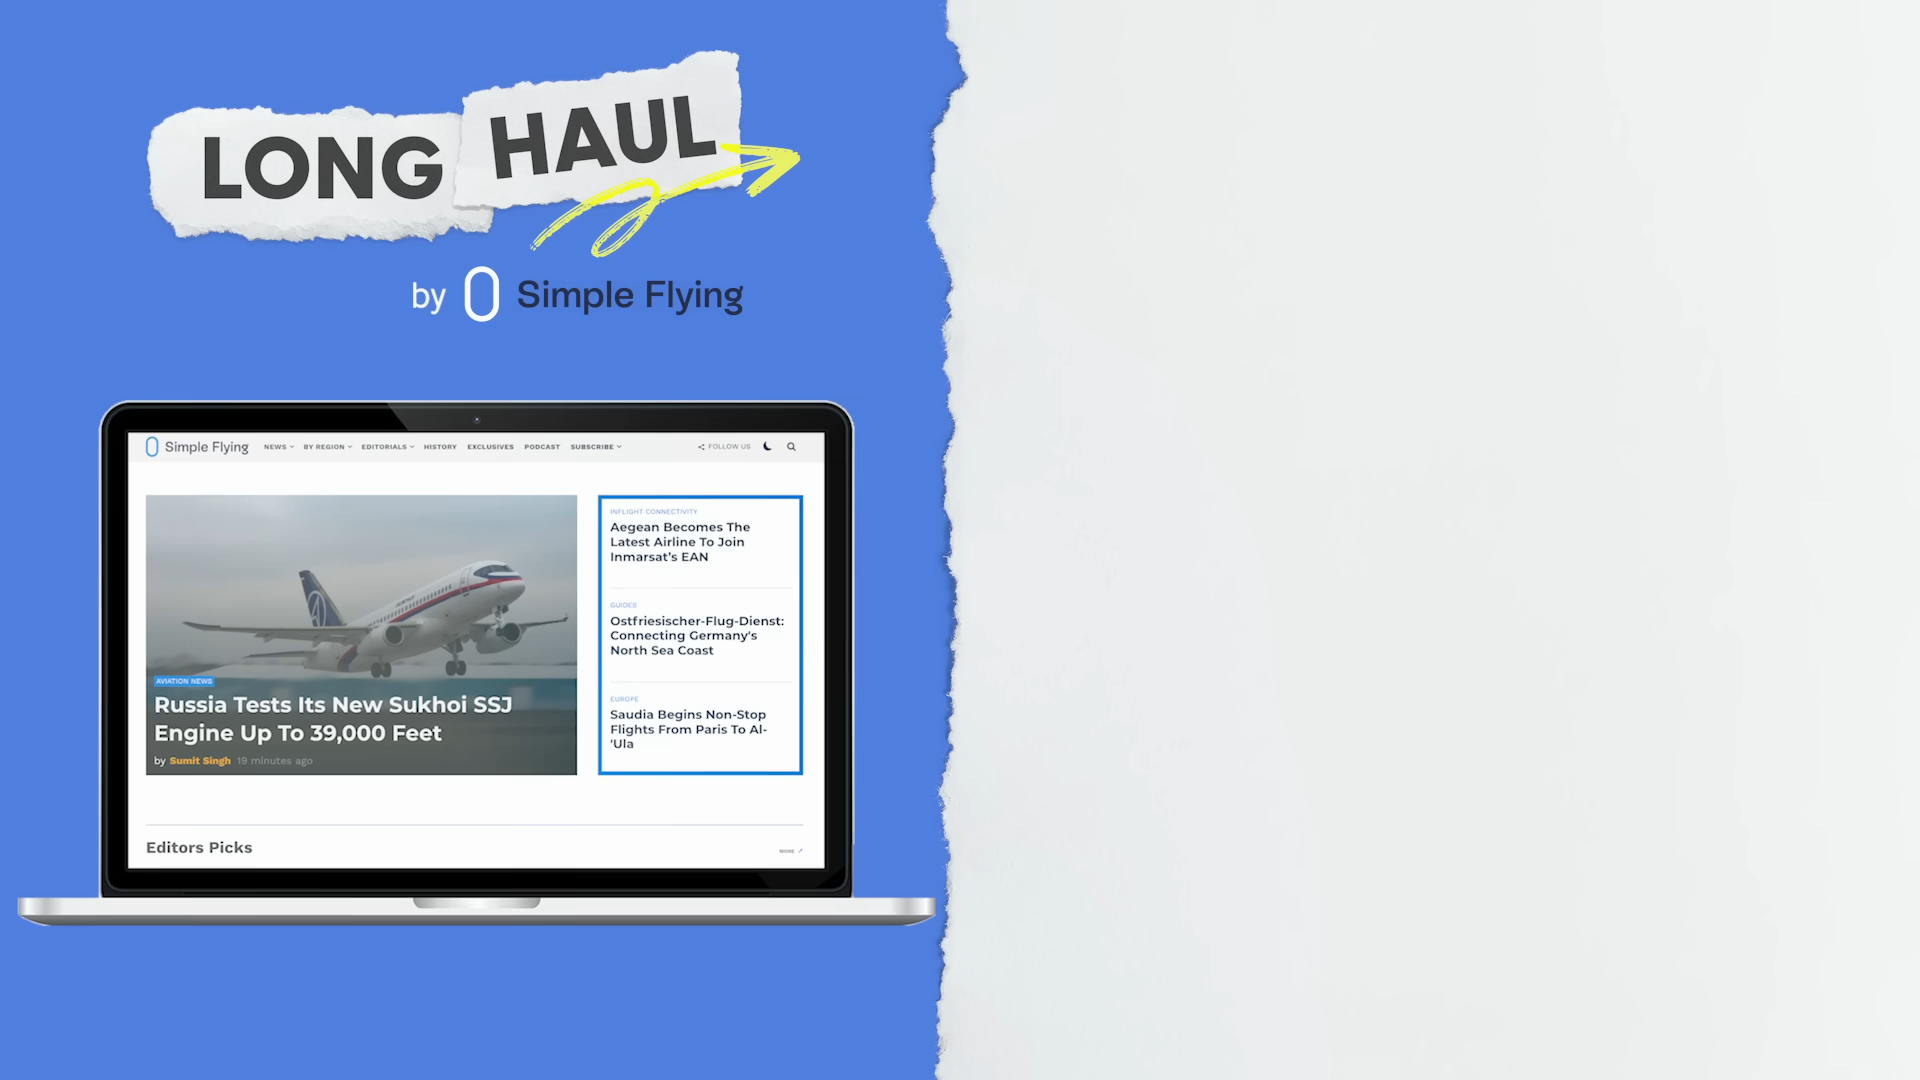 LONG HAUL
by Simple Flying
Simple Flying NEWS BY REGION EDITORIALS HISTORY EXCLUSIVES PODCAST SUBSCRIBE FOLLOW US
AVIATION NEWS
Russia Tests Its New Sukhoi SSJ
Engine Up To 39,000 Feet
by Sumit Singh 19 minutes ago
INFLIGHT CONNECTIVITY
Aegean Becomes The
Latest Airline To Join
Inmarsat's EAN
GUIDES
Ostfriesischer-Flug-Dienst:
Connecting Germany's
North Sea Coast
EUROPE
Saudia Begins Non-Stop
Flights From Paris To Al-
'Ula
Editors Picks
MORE